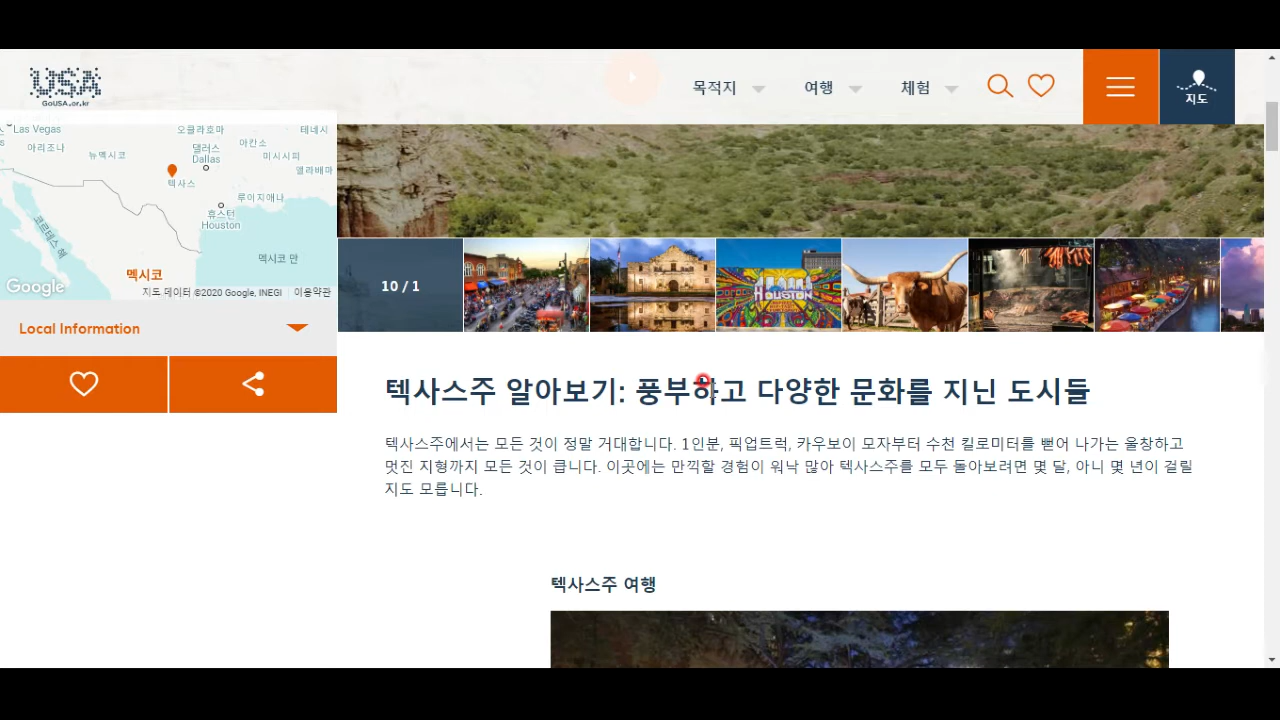 USA
GoUSA.or.kr
목적지
여행
체험
지도
Las Vegas
오클라호마
테네시
아리조나
뉴멕시코
댈러스
Dallas
아칸소
미시시피
앨라배마
텍사스
루이지애나
휴스턴
Houston
코르테스 해
멕시코 만
멕시코
Google
지도 데이터 ©2020 Google, INEGI
이용약관
10 / 1
HOUSTON
Local Information
텍사스주 알아보기: 풍부하고 다양한 문화를 지닌 도시들
텍사스주에서는 모든 것이 정말 거대합니다. 1인분, 픽업트럭, 카우보이 모자부터 수천 킬로미터를 뻗어 나가는 울창하고
멋진 지형까지 모든 것이 큽니다. 이곳에는 만끽할 경험이 워낙 많아 텍사스주를 모두 돌아보려면 몇 달, 아니 몇 년이 걸릴
지도 모릅니다.
텍사스주 여행